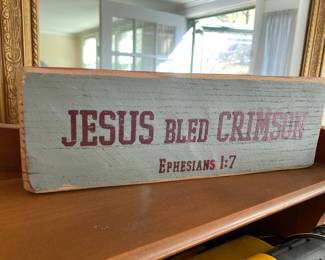 JESUS BLED CRIMSON
EPHESIANS 1:7